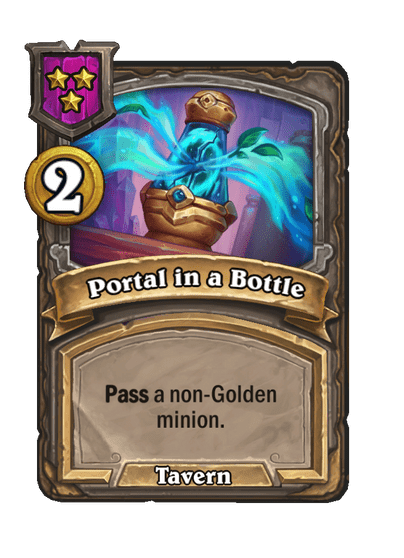 2
Portal in a Bottle
Pass a non-Golden
minion.
Tavern